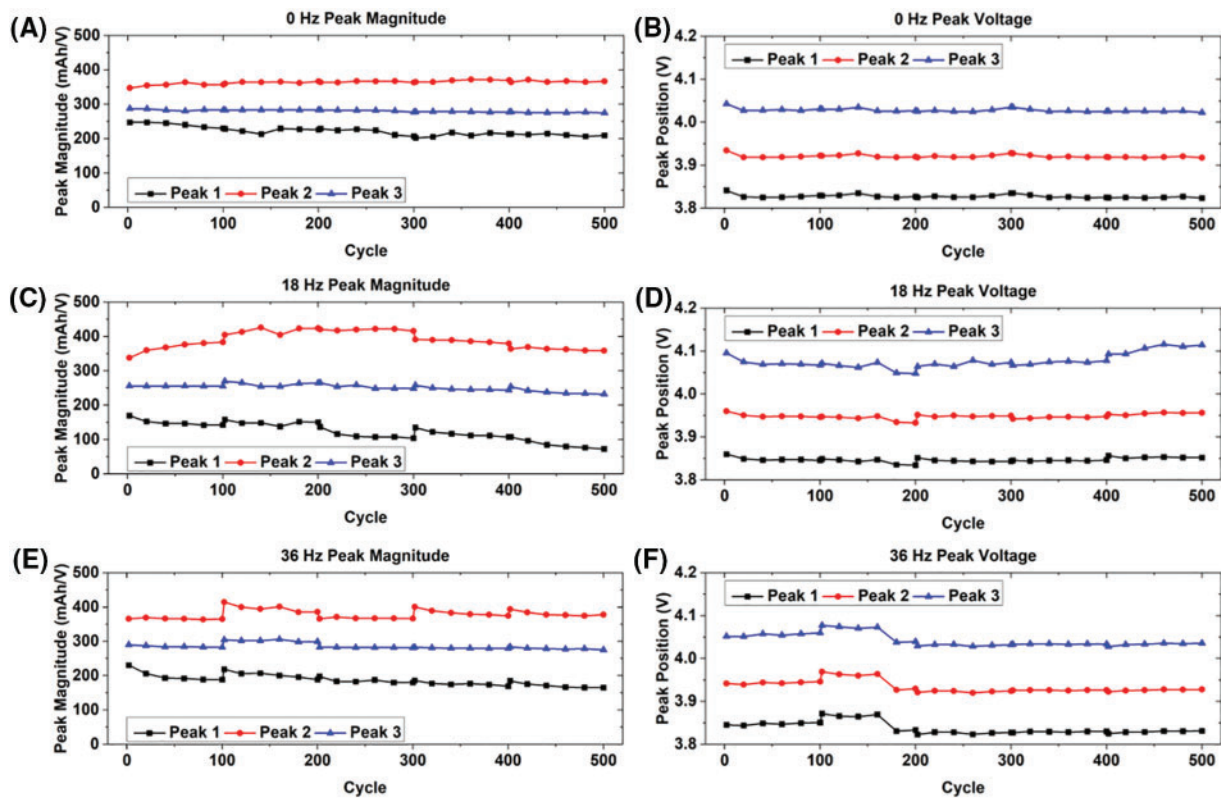 (A)
0 Hz Peak Magnitude
Peak Magnitude (mAh/V)
500
400
300
200
100
0
Peak 1 Peak 2 Peak 3
0 100 200 300 400 500
Cycle
(B)
0 Hz Peak Voltage
Peak Position (V)
4.2
4.1
4.0
3.9
3.8
Peak 1 Peak 2 Peak 3
0 100 200 300 400 500
Cycle
(C)
18 Hz Peak Magnitude
Peak Magnitude (mAh/V)
500
400
300
200
100
0
Peak 1 Peak 2 Peak 3
0 100 200 300 400 500
Cycle
(D)
18 Hz Peak Voltage
Peak Position (V)
4.2
4.1
4.0
3.9
3.8
Peak 1 Peak 2 Peak 3
0 100 200 300 400 500
Cycle
(E)
36 Hz Peak Magnitude
Peak Magnitude (mAh/V)
500
400
300
200
100
0
Peak 1 Peak 2 Peak 3
0 100 200 300 400 500
Cycle
(F)
36 Hz Peak Voltage
Peak Position (V)
4.2
4.1
4.0
3.9
3.8
Peak 1 Peak 2 Peak 3
0 100 200 300 400 500
Cycle